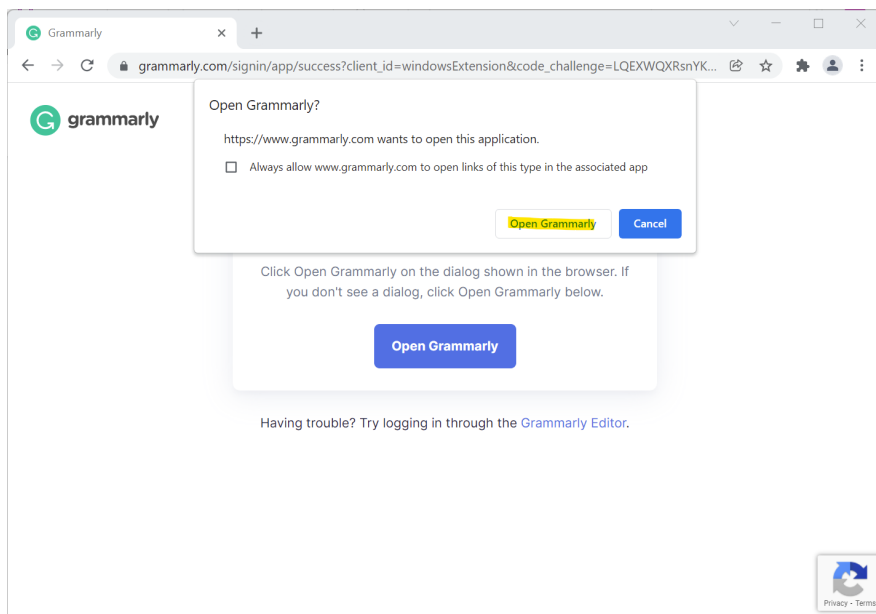 Grammarly
grammarly.com/signin/app/success?client_id=windowsExtension&code_challenge=LQEXWQXRsnYK...
grammarly
Open Grammarly?
https://www.grammarly.com wants to open this application.
Always allow www.grammarly.com to open links of this type in the associated app
Open Grammarly
Cancel
Click Open Grammarly on the dialog shown in the browser. If
you don't see a dialog, click Open Grammarly below.
Open Grammarly
Having trouble? Try logging in through the Grammarly Editor.
Privacy - Terms